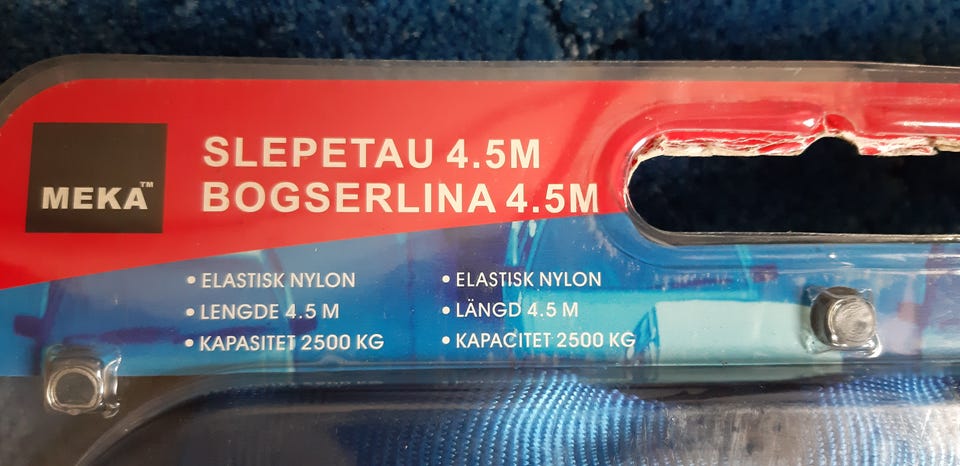 MEKA™
SLEPETAU 4.5M
BOGSERLINA 4.5M
• ELASTISK NYLON
• LENGDE 4.5 M
• KAPASITET 2500 KG
• ELASTISK NYLON
• LÄNGD 4.5 M
• KAPACITET 2500 KG